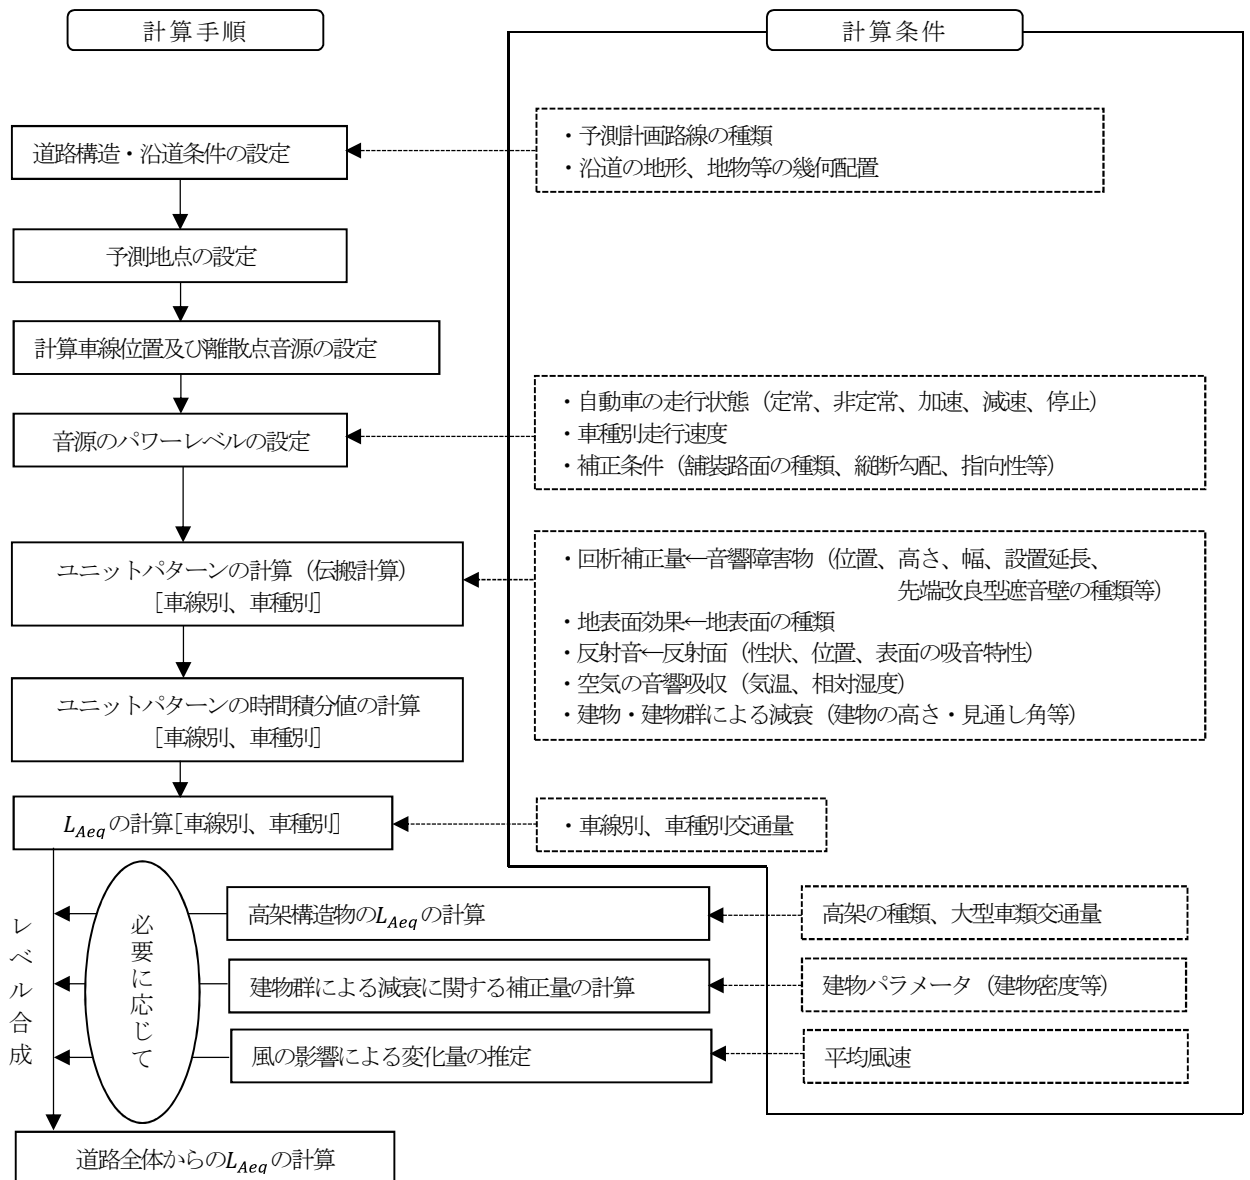 計算手順
計算条件
道路構造・沿道条件の設定
・予測計画路線の種類
・沿道の地形、地物等の幾何配置
予測地点の設定
計算車線位置及び離散点音源の設定
音源のパワーレベルの設定
・自動車の走行状態（定常、非定常、加速、減速、停止）
・車種別走行速度
・補正条件（舗装路面の種類、縦断勾配、指向性等）
ユニットパターンの計算（伝搬計算）
［車線別、車種別］
・回折補正量←音響障害物（位置、高さ、幅、設置延長、
先端改良型遮音壁の種類等）
・地表面効果←地表面の種類
・反射音←反射面（性状、位置、表面の吸音特性）
・空気の音響吸収（気温、相対湿度）
・建物・建物群による減衰（建物の高さ・見通し角等）
ユニットパターンの時間積分値の計算
［車線別、車種別］
L_Aeqの計算［車線別、車種別］
・車線別、車種別交通量
レベル合成
必要に応じて
高架構造物のL_Aeqの計算
高架の種類、大型車類交通量
建物群による減衰に関する補正量の計算
建物パラメータ（建物密度等）
風の影響による変化量の推定
平均風速
道路全体からのL_Aeqの計算